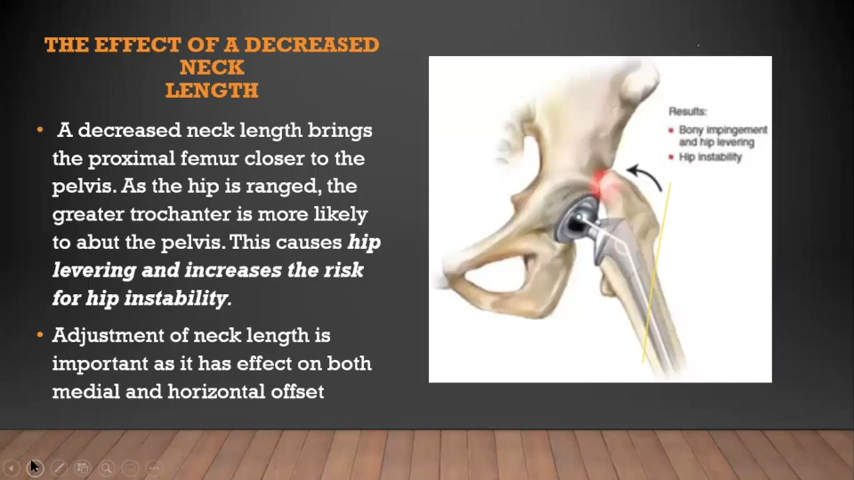 THE EFFECT OF A DECREASED
NECK
LENGTH
• A decreased neck length brings
the proximal femur closer to the
pelvis. As the hip is ranged, the
greater trochanter is more likely
to abut the pelvis. This causes hip
levering and increases the risk
for hip instability.
• Adjustment of neck length is
important as it has effect on both
medial and horizontal offset
Results:
Bony impingement
and hip levering
Hip instability